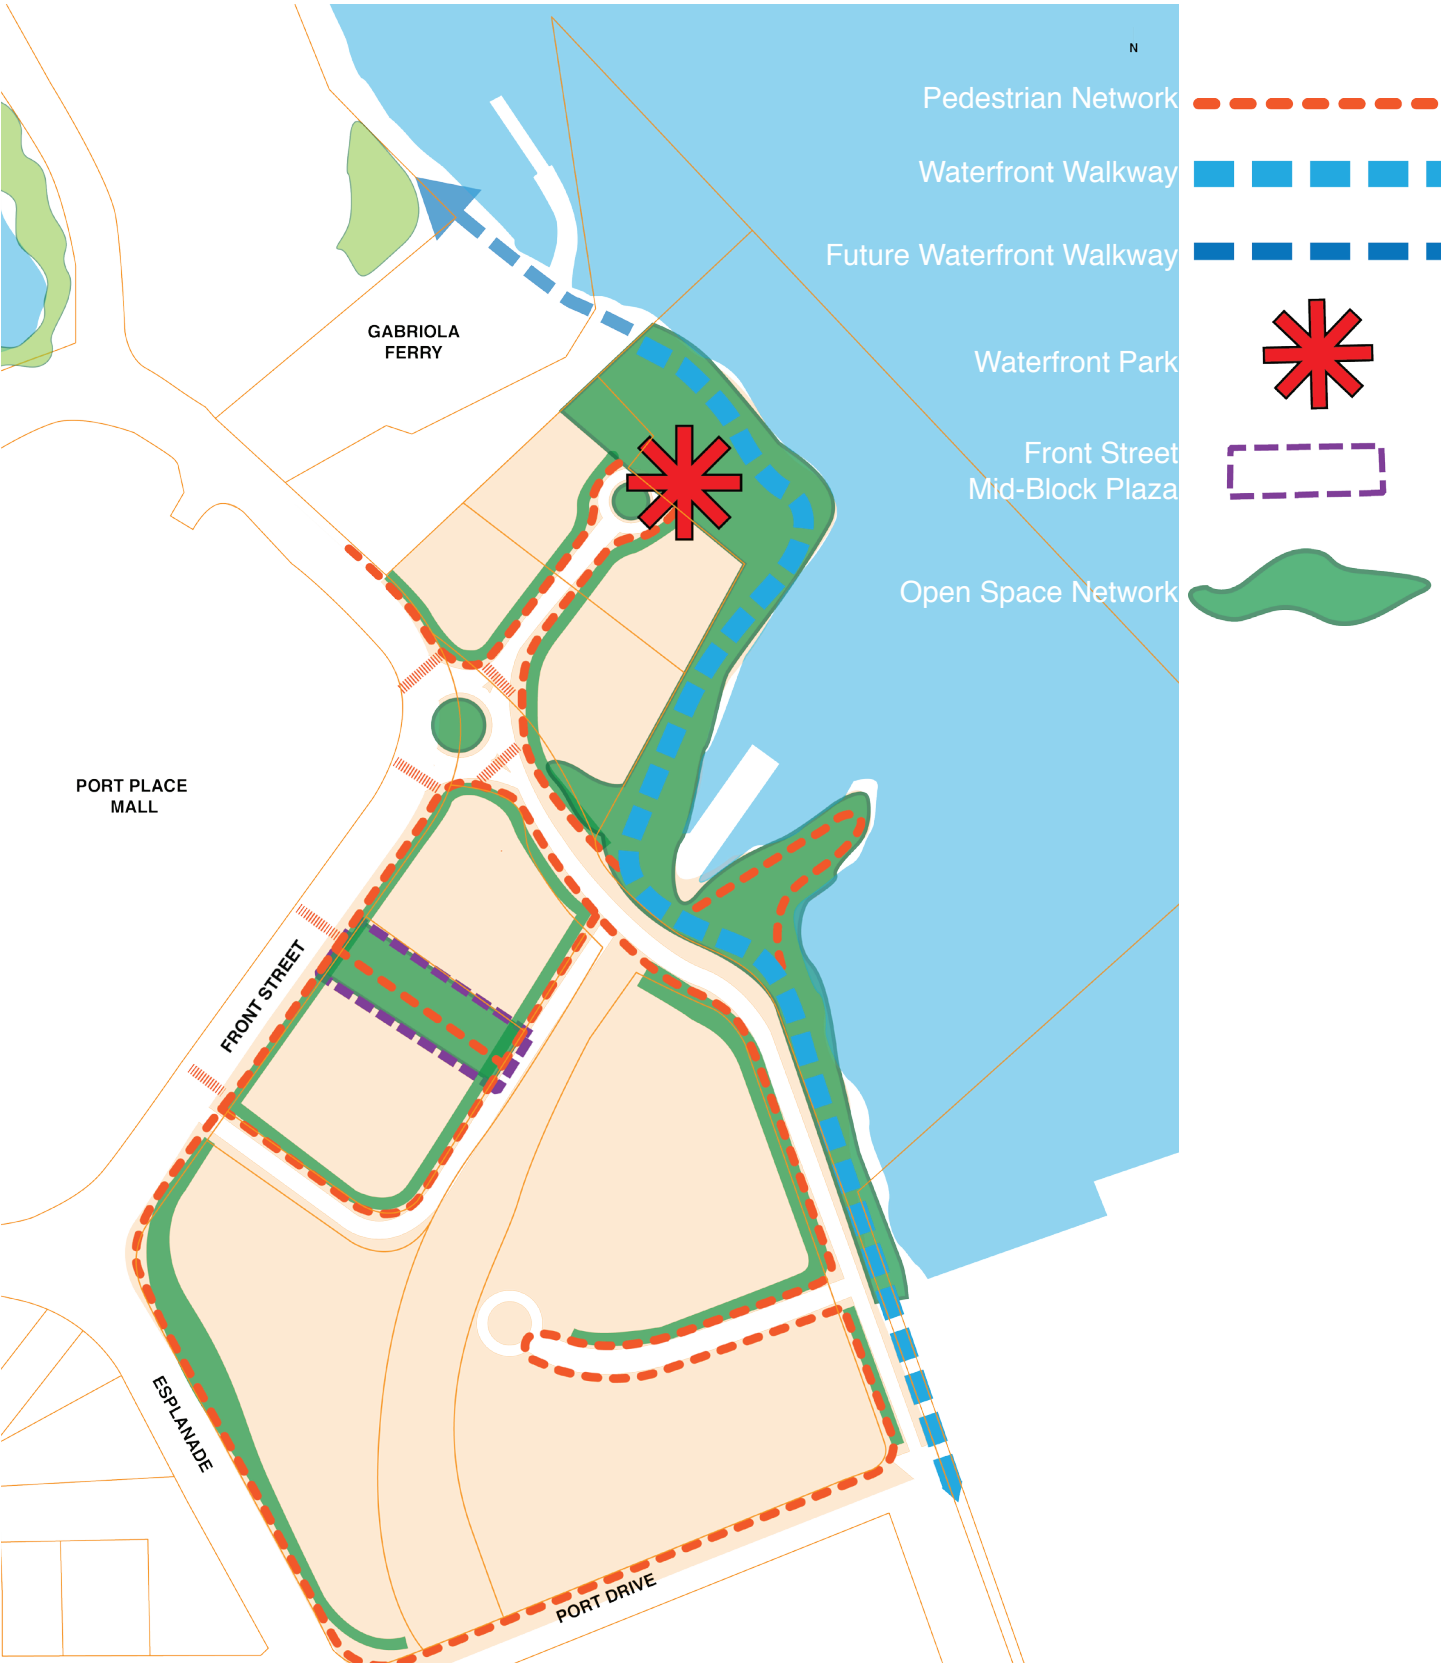 N
Pedestrian Network
Waterfront Walkway
Future Waterfront Walkway
Waterfront Park
Front Street
Mid-Block Plaza
Open Space Network
GABRIOLA
FERRY
PORT PLACE
MALL
FRONT STREET
ESPLANADE
PORT DRIVE